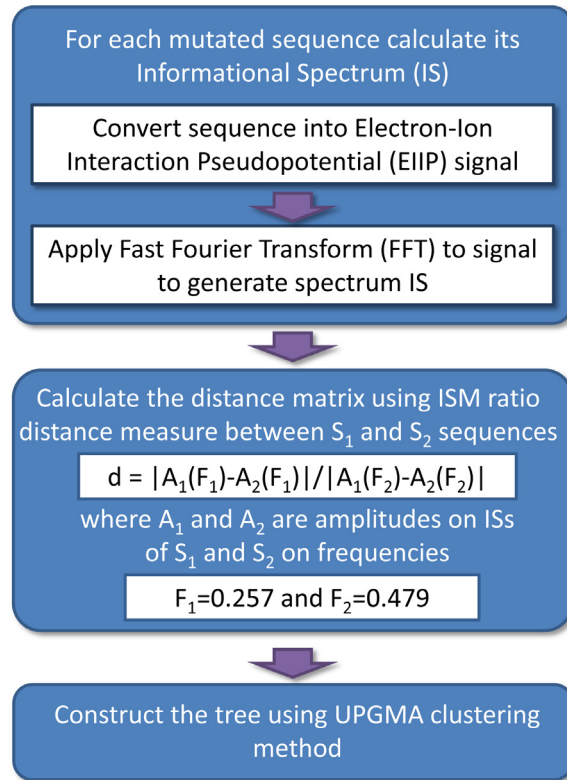 For each mutated sequence calculate its
Informational Spectrum (IS)
Convert sequence into Electron-Ion
Interaction Pseudopotential (EIIP) signal
Apply Fast Fourier Transform (FFT) to signal
to generate spectrum IS
Calculate the distance matrix using ISM ratio
distance measure between S₁ and S₂ sequences
d = |A₁(F₁)-A₂(F₁)|/|A₁(F₂)-A₂(F₂)|
where A₁ and A₂ are amplitudes on ISs
of S₁ and S₂ on frequencies
F₁=0.257 and F₂=0.479
Construct the tree using UPGMA clustering
method